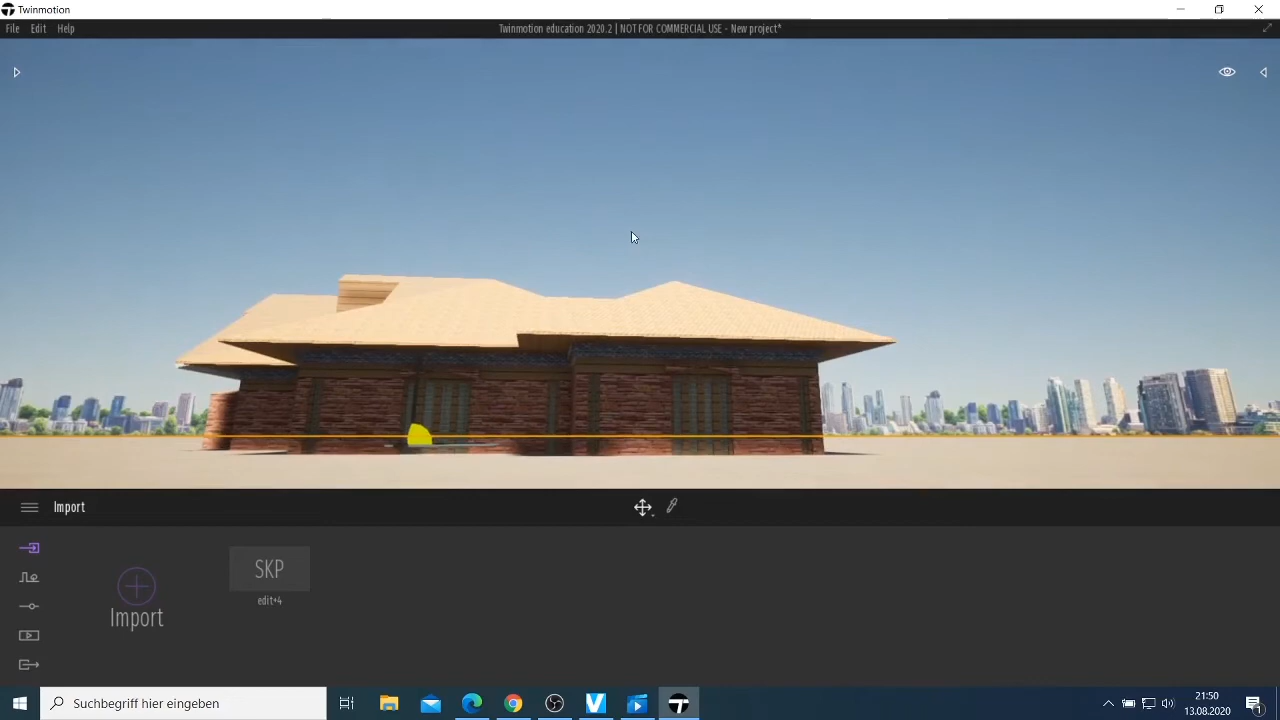 Twinmotion
File Edit Help
Twinmotion education 2020.2 | NOT FOR COMMERCIAL USE - New project*
Import
SKP
Import
edit+4
Suchbegriff hier eingeben
21:50
13.08.2020